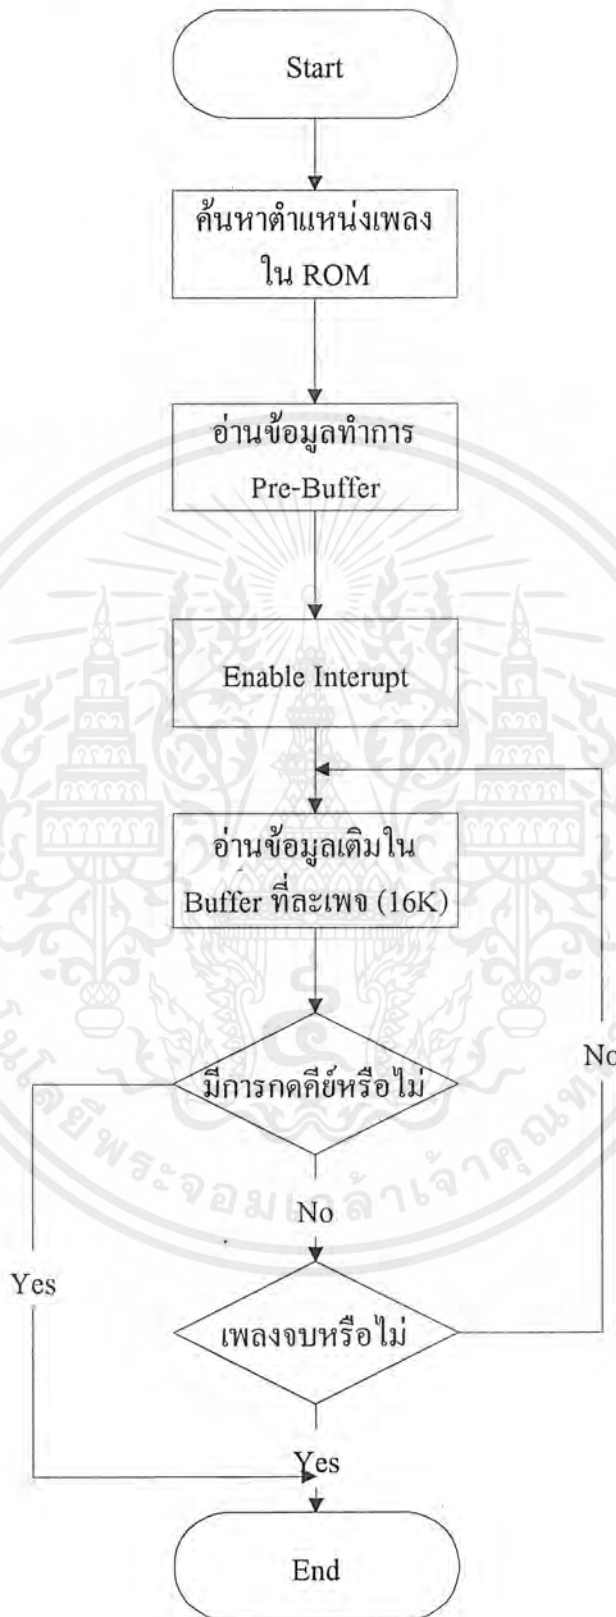 Start
ค้นหาตำแหน่งเพลง
ใน ROM
อ่านข้อมูลทำการ
Pre-Buffer
Enable Interupt
อ่านข้อมูลเติมใน
Buffer ที่ละเพจ (16K)
มีการกดคีย์หรือไม่
No
No
Yes
เพลงจบหรือไม่
Yes
End